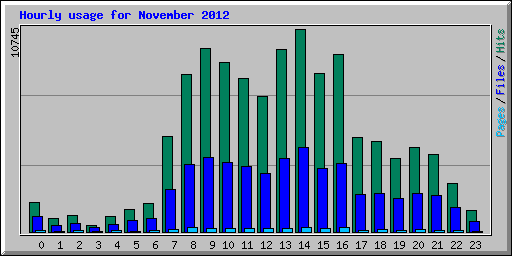 Hourly usage for November 2012
10745
Pages/Files/Hits
0 1 2 3 4 5 6 7 8 9 10 11 12 13 14 15 16 17 18 19 20 21 22 23